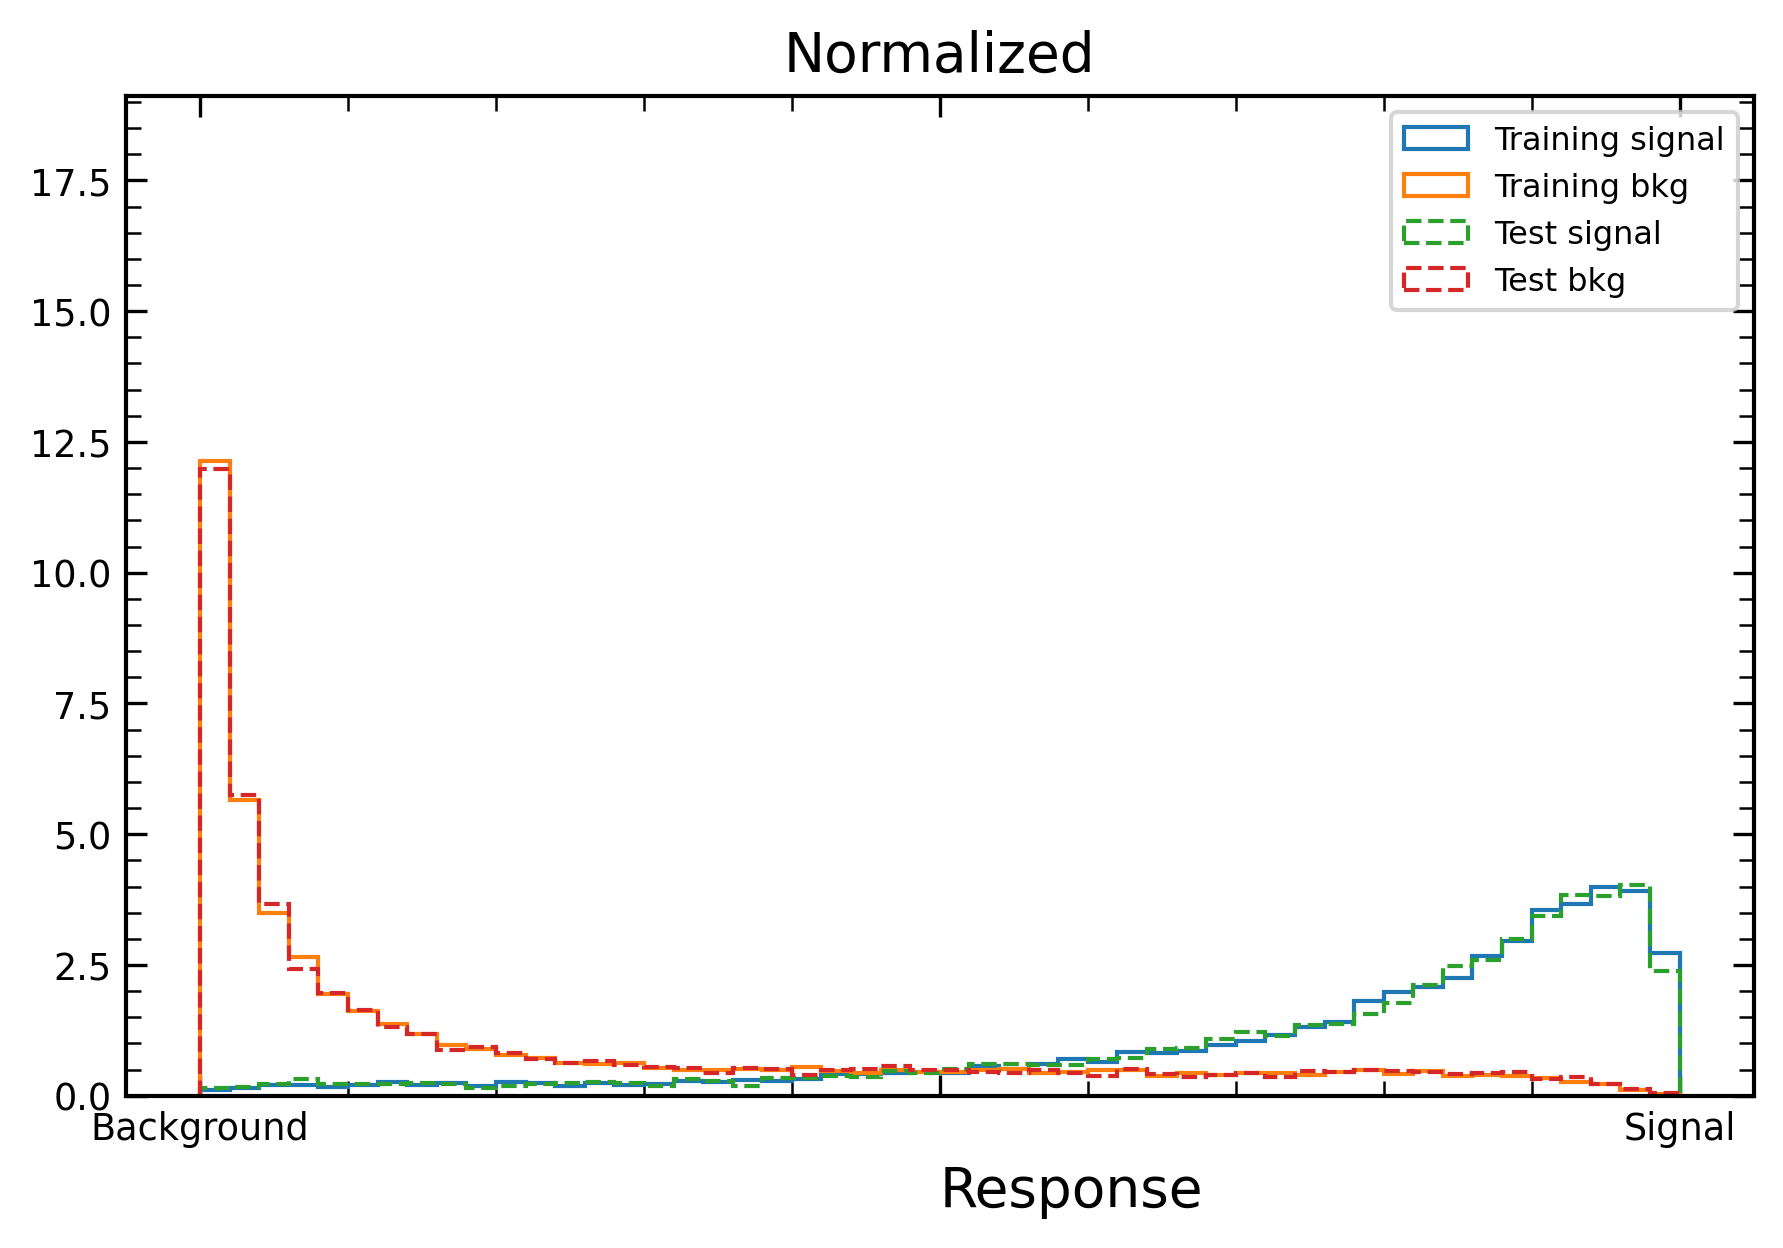 Normalized
17.5
15.0
12.5
10.0
7.5
5.0
2.5
0.0
Training signal
Training bkg
Test signal
Test bkg
Background
Signal
Response